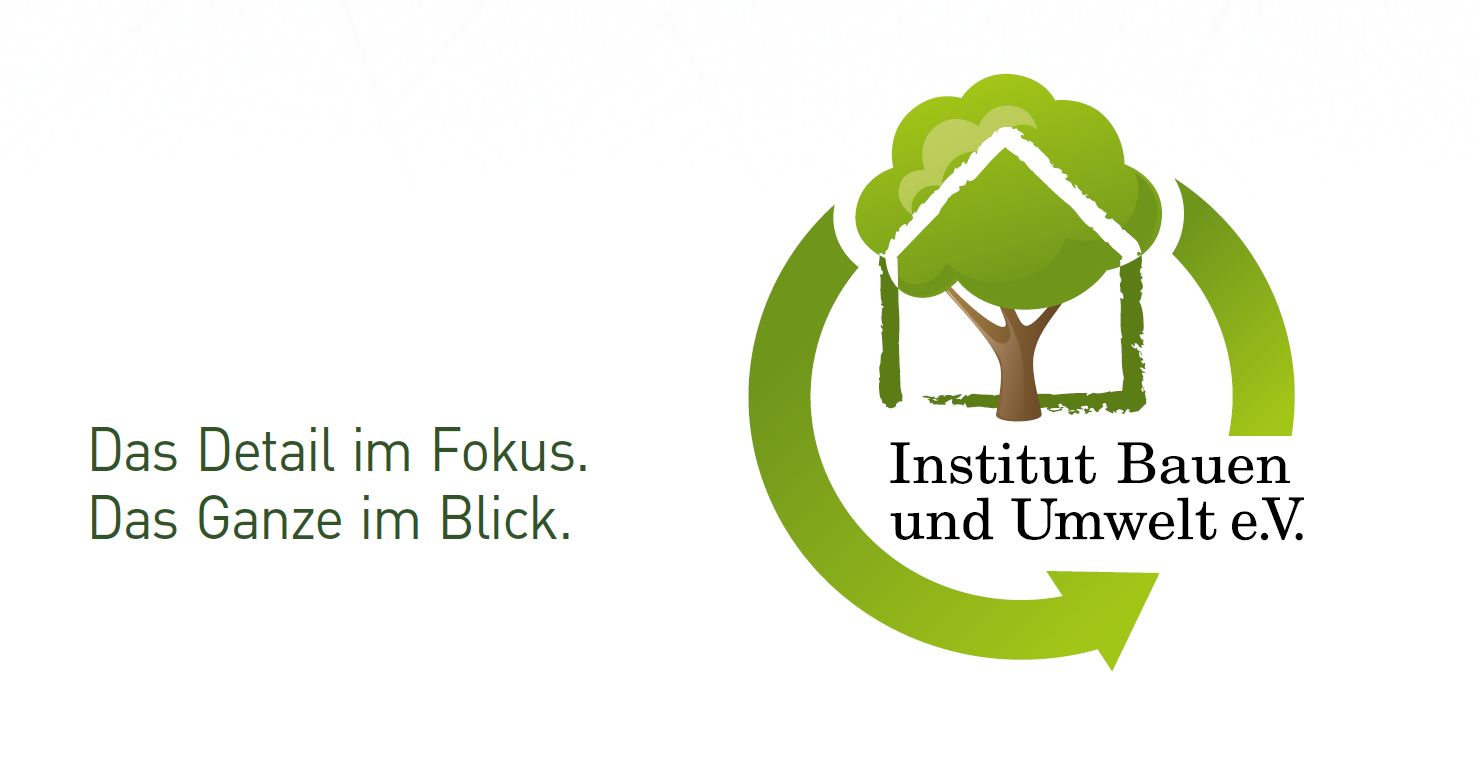 Das Detail im Fokus.
Das Ganze im Blick.
Institut Bauen
und Umwelt e.V.